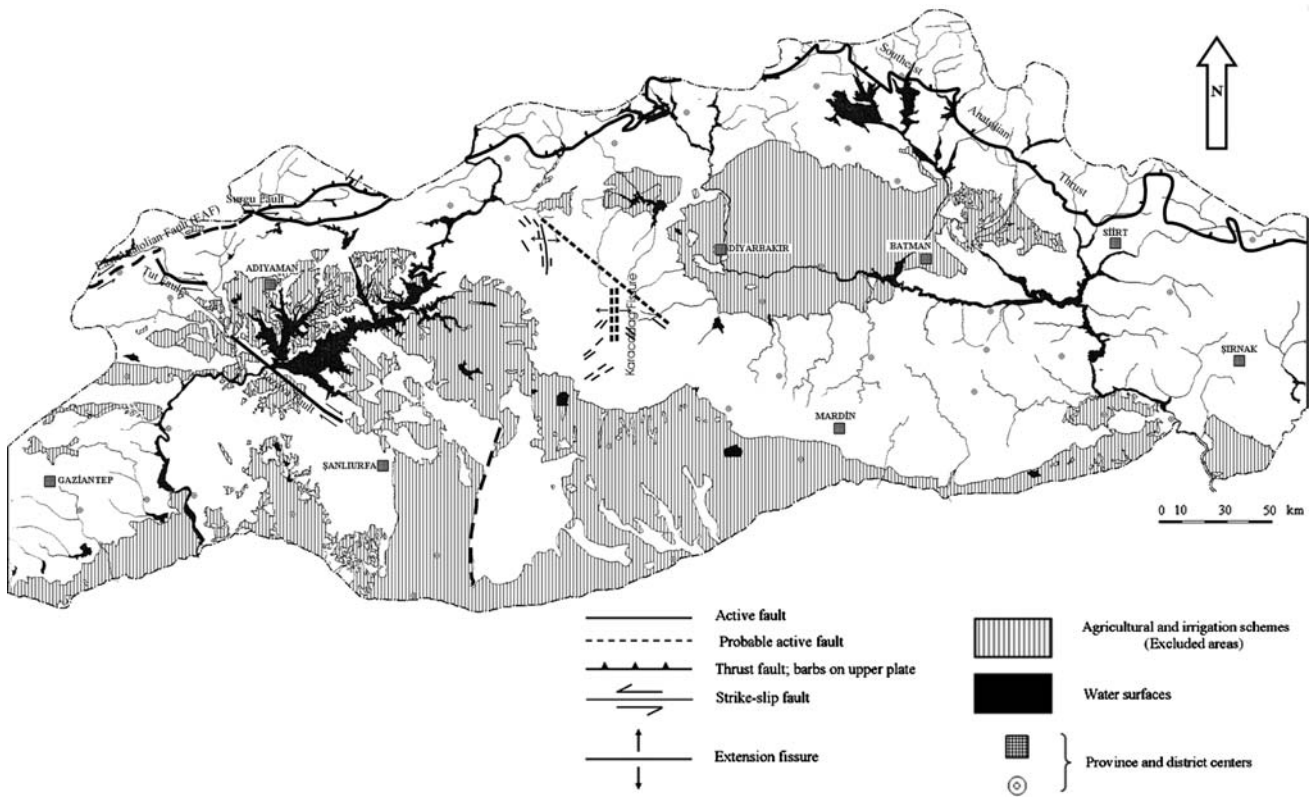 Southeast
Anatolian
Thrust
N
Sürgü Fault
East Anatolian Fault (EAF)
Tut Fault
ADIYAMAN
DİYARBAKIR
BATMAN
SİİRT
Karacadag Fissure
ŞIRNAK
Fault
MARDİN
ŞANLIURFA
GAZİANTEP
0 10 30 50 km
Active fault
Probable active fault
Thrust fault; barbs on upper plate
Strike-slip fault
Extension fissure
Agricultural and irrigation schemes
(Excluded areas)
Water surfaces
Province and district centers